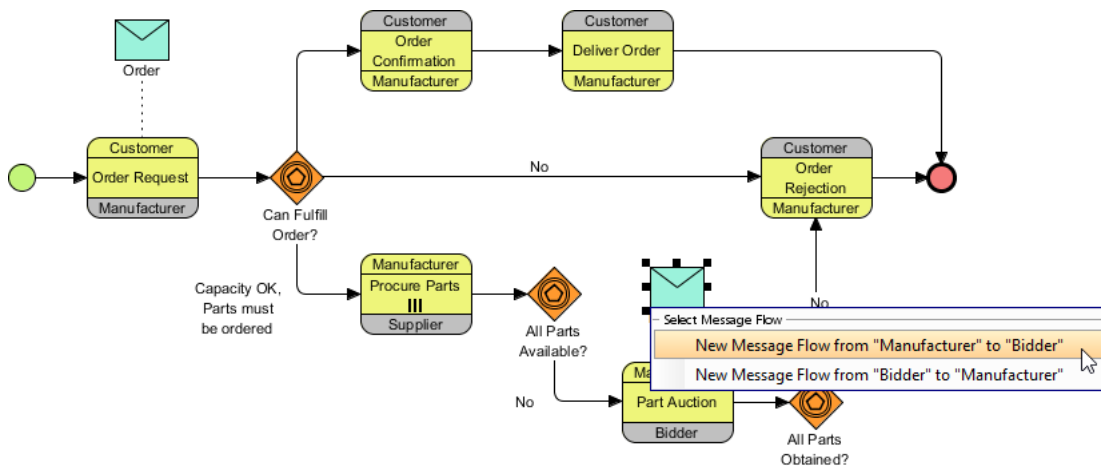 Customer
Order
Confirmation
Manufacturer
Customer
Deliver Order
Manufacturer
Order
Customer
Order Request
Manufacturer
No
Can Fulfill
Order?
Customer
Order
Rejection
Manufacturer
Capacity OK,
Parts must
be ordered
Manufacturer
Procure Parts
Supplier
All Parts
Available?
No
Select Message Flow
New Message Flow from "Manufacturer" to "Bidder"
New Message Flow from "Bidder" to "Manufacturer"
No
Ma
Part Auction
Bidder
All Parts
Obtained?